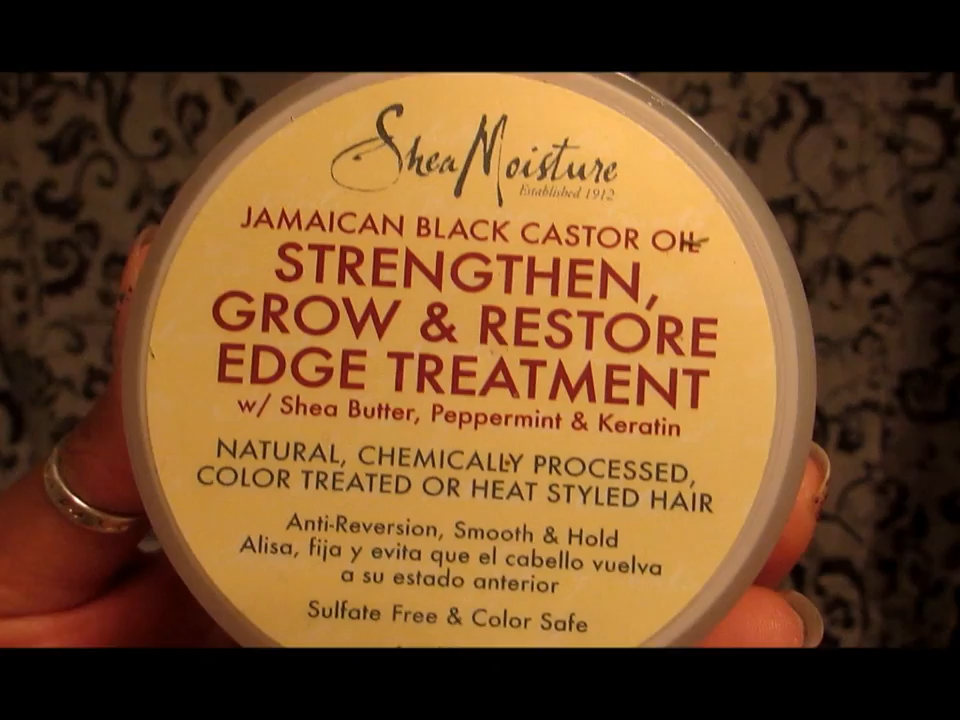 SheaMoisture
Established 1912
JAMAICAN BLACK CASTOR OIL
STRENGTHEN,
GROW & RESTORE
EDGE TREATMENT
w/ Shea Butter, Peppermint & Keratin
NATURAL, CHEMICALLY PROCESSED,
COLOR TREATED OR HEAT STYLED HAIR
Anti-Reversion, Smooth & Hold
Alisa, fija y evita que el cabello vuelva
a su estado anterior
Sulfate Free & Color Safe